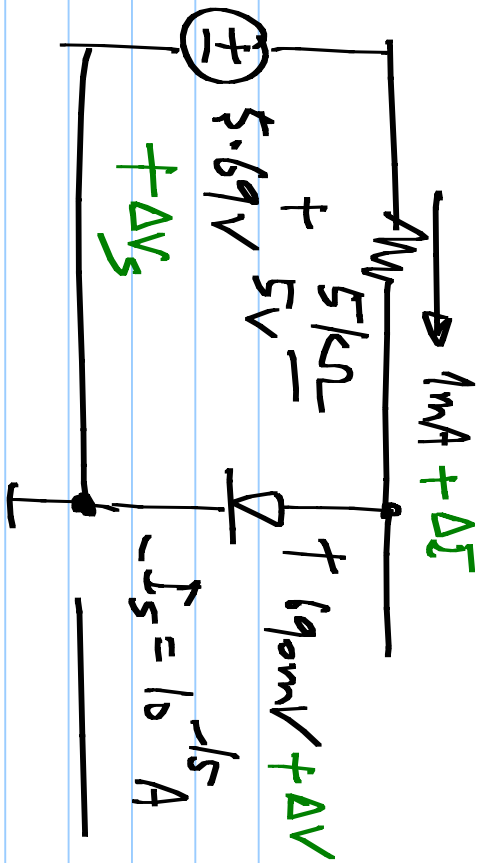 1mA + ΔI
5kΩ
+ 5V −
+
−
5.69V
+ ΔVs
+
690mV + ΔV
−
Is = 10⁻¹⁵ A